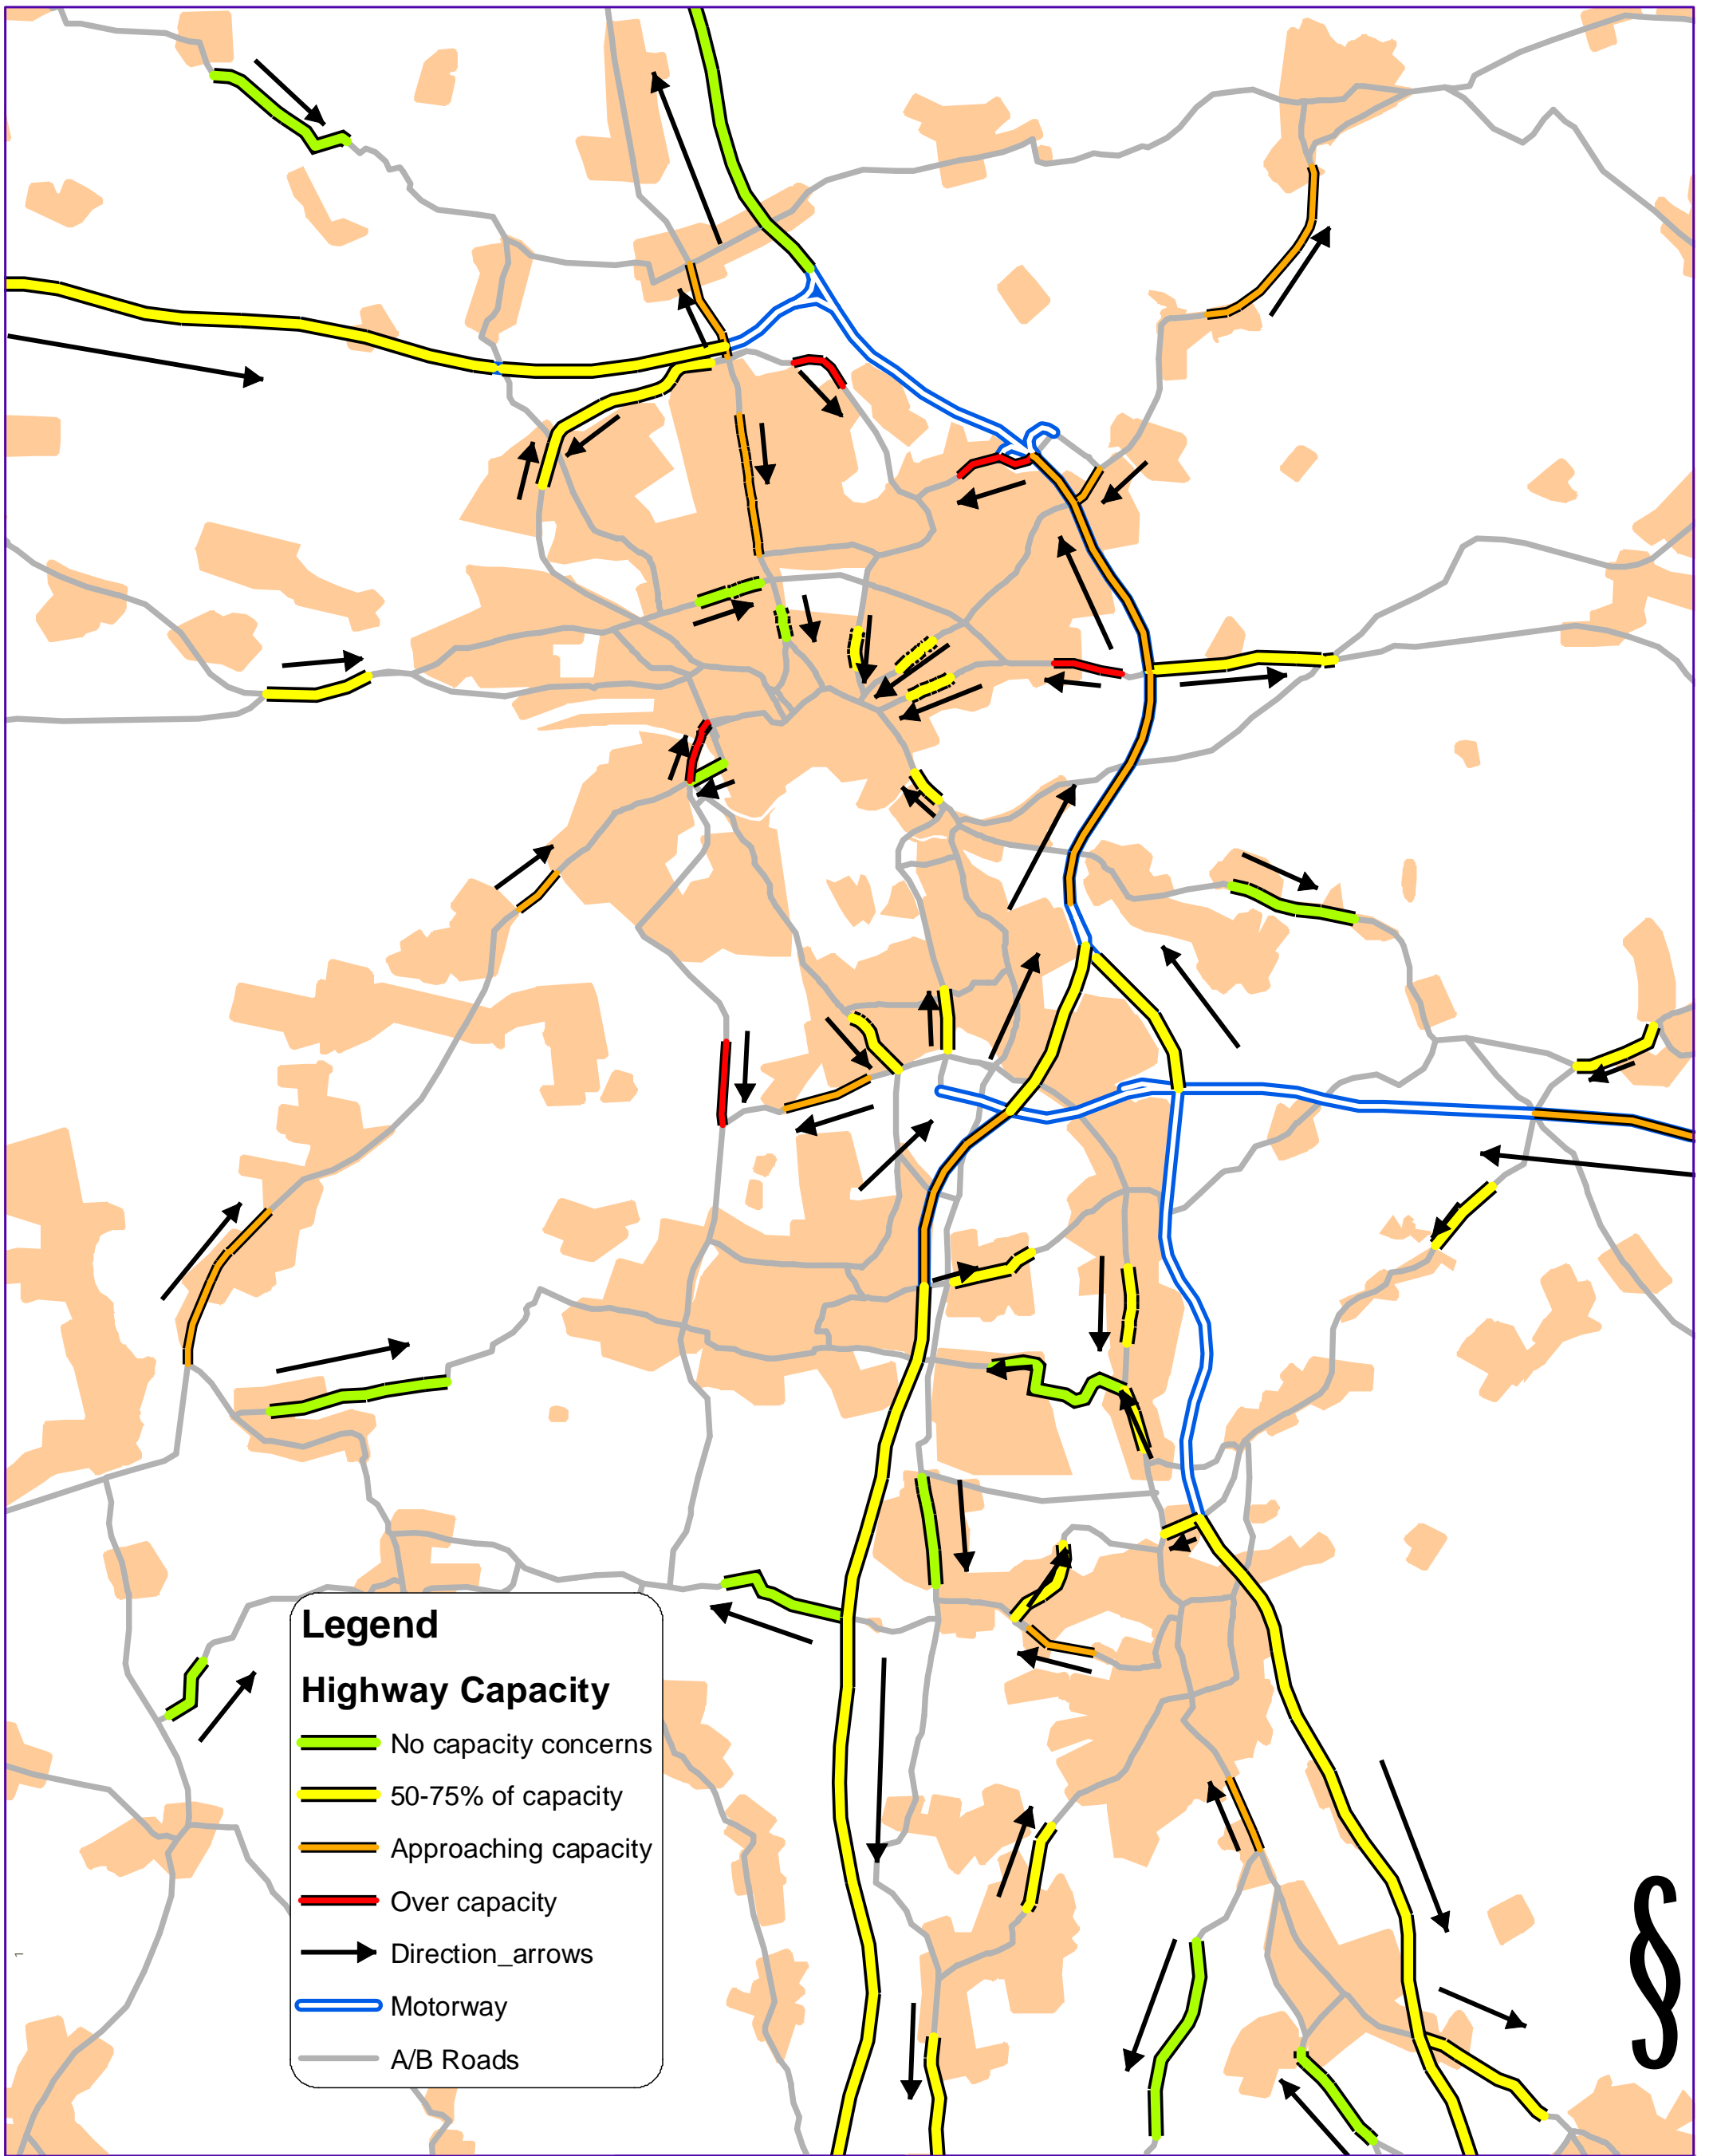 Legend
Highway Capacity
No capacity concerns
50-75% of capacity
Approaching capacity
Over capacity
Direction_arrows
Motorway
A/B Roads
§